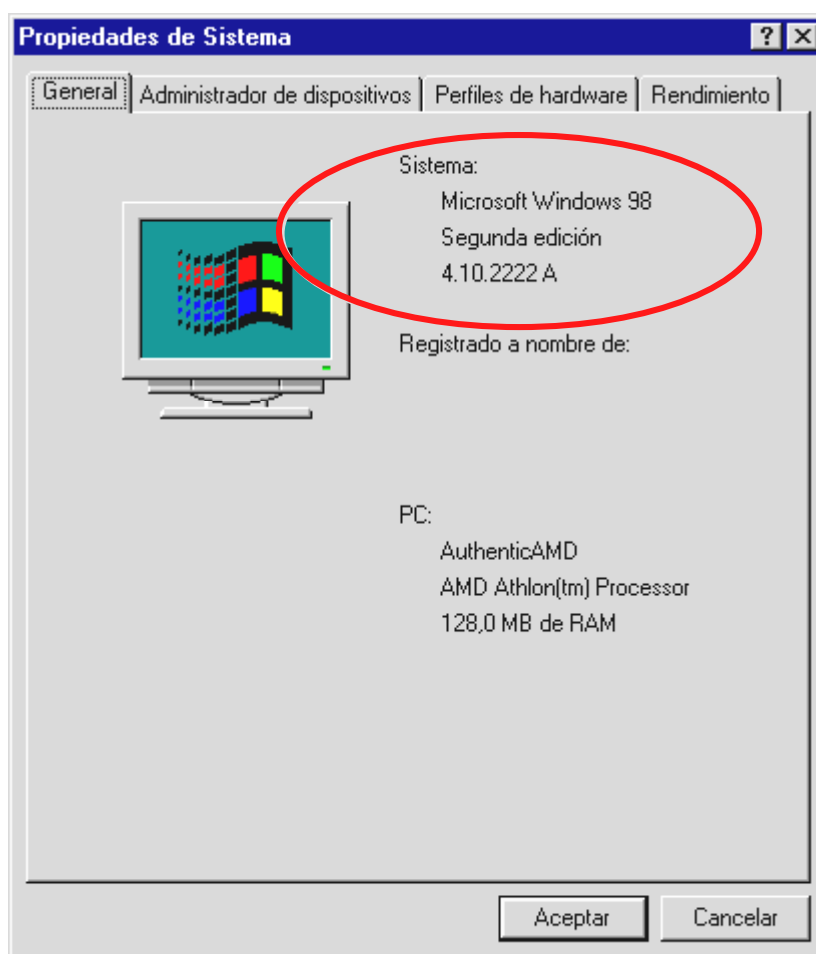 Propiedades de Sistema
General Administrador de dispositivos Perfiles de hardware Rendimiento
Sistema:
Microsoft Windows 98
Segunda edición
4.10.2222 A
Registrado a nombre de:
PC:
AuthenticAMD
AMD Athlon(tm) Processor
128,0 MB de RAM
Aceptar Cancelar